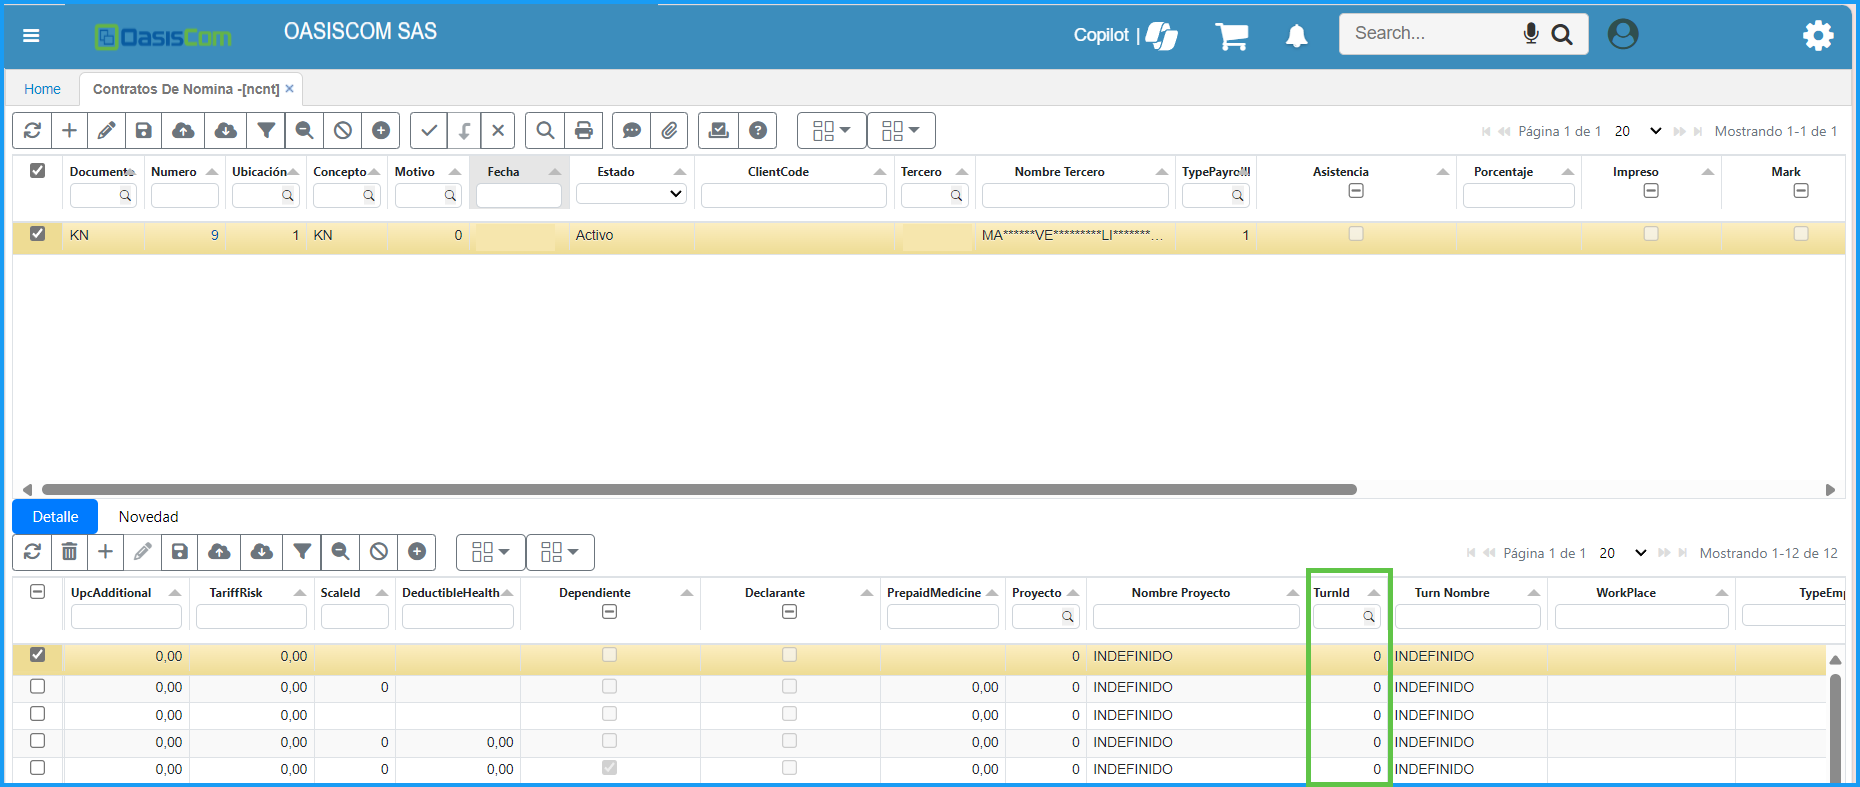 OasisCom
OASISCOM SAS
Copilot |
Search...
Home
Contratos De Nomina -[ncnt] ×
Página 1 de 1 20 Mostrando 1-1 de 1
Documento Numero Ubicación Concepto Motivo Fecha Estado ClientCode Tercero Nombre Tercero TypePayroll Asistencia Porcentaje Impreso Mark
KN 9 1 KN 0 Activo MA******VE*********LI*******... 1
Detalle Novedad
Página 1 de 1 20 Mostrando 1-12 de 12
UpcAdditional TariffRisk ScaleId DeductibleHealth Dependiente Declarante PrepaidMedicine Proyecto Nombre Proyecto TurnId Turn Nombre WorkPlace TypeEmp
0,00 0,00 0 INDEFINIDO 0 INDEFINIDO
0,00 0,00 0 0,00 0 INDEFINIDO 0 INDEFINIDO
0,00 0,00 0,00 0 INDEFINIDO 0 INDEFINIDO
0,00 0,00 0 0,00 0,00 0 INDEFINIDO 0 INDEFINIDO
0,00 0,00 0 0,00 0,00 0 INDEFINIDO 0 INDEFINIDO